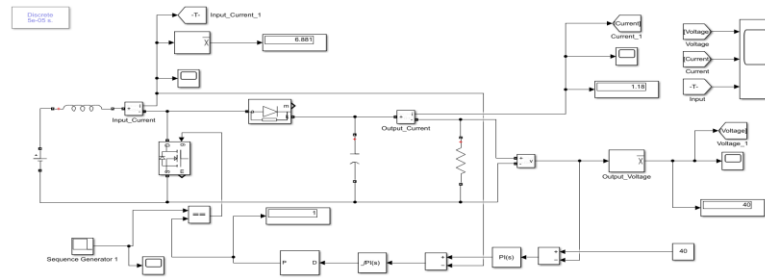 Discrete
5e-05 s.
-T-
Input_Current_1
6.881
[Current]
Current_1
1.18
[Voltage]
Voltage
[Current]
Current
-T-
Input
Input_Current
m
Output_Current
+ v
[Voltage]
Voltage_1
Output_Voltage
40
==
1
Sequence Generator 1
P D
PI(s)
PI(s)
40